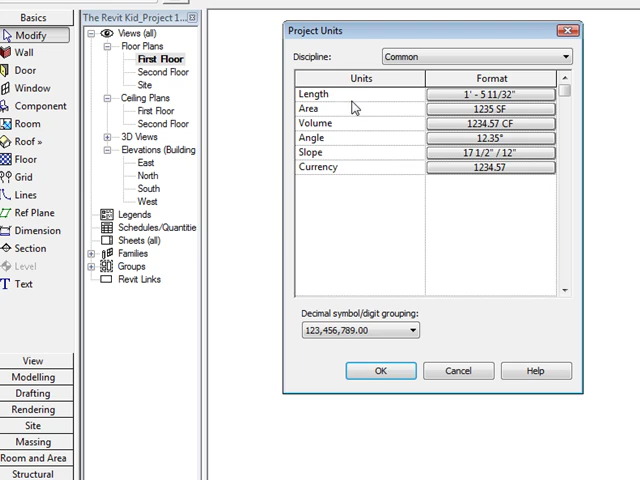 Basics
Modify
Wall
Door
Window
Component
Room
Roof »
Floor
Grid
Lines
Ref Plane
Dimension
Section
Level
Text
View
Modelling
Drafting
Rendering
Site
Massing
Room and Area
Structural
The Revit Kid_Project 1...
Views (all)
Floor Plans
First Floor
Second Floor
Site
Ceiling Plans
First Floor
Second Floor
3D Views
Elevations (Building
East
North
South
West
Legends
Schedules/Quantitie
Sheets (all)
Families
Groups
Revit Links
Project Units
Discipline: Common
Units Format
Length 1' - 5 11/32"
Area 1235 SF
Volume 1234.57 CF
Angle 12.35°
Slope 17 1/2" / 12"
Currency 1234.57
Decimal symbol/digit grouping:
123,456,789.00
OK Cancel Help